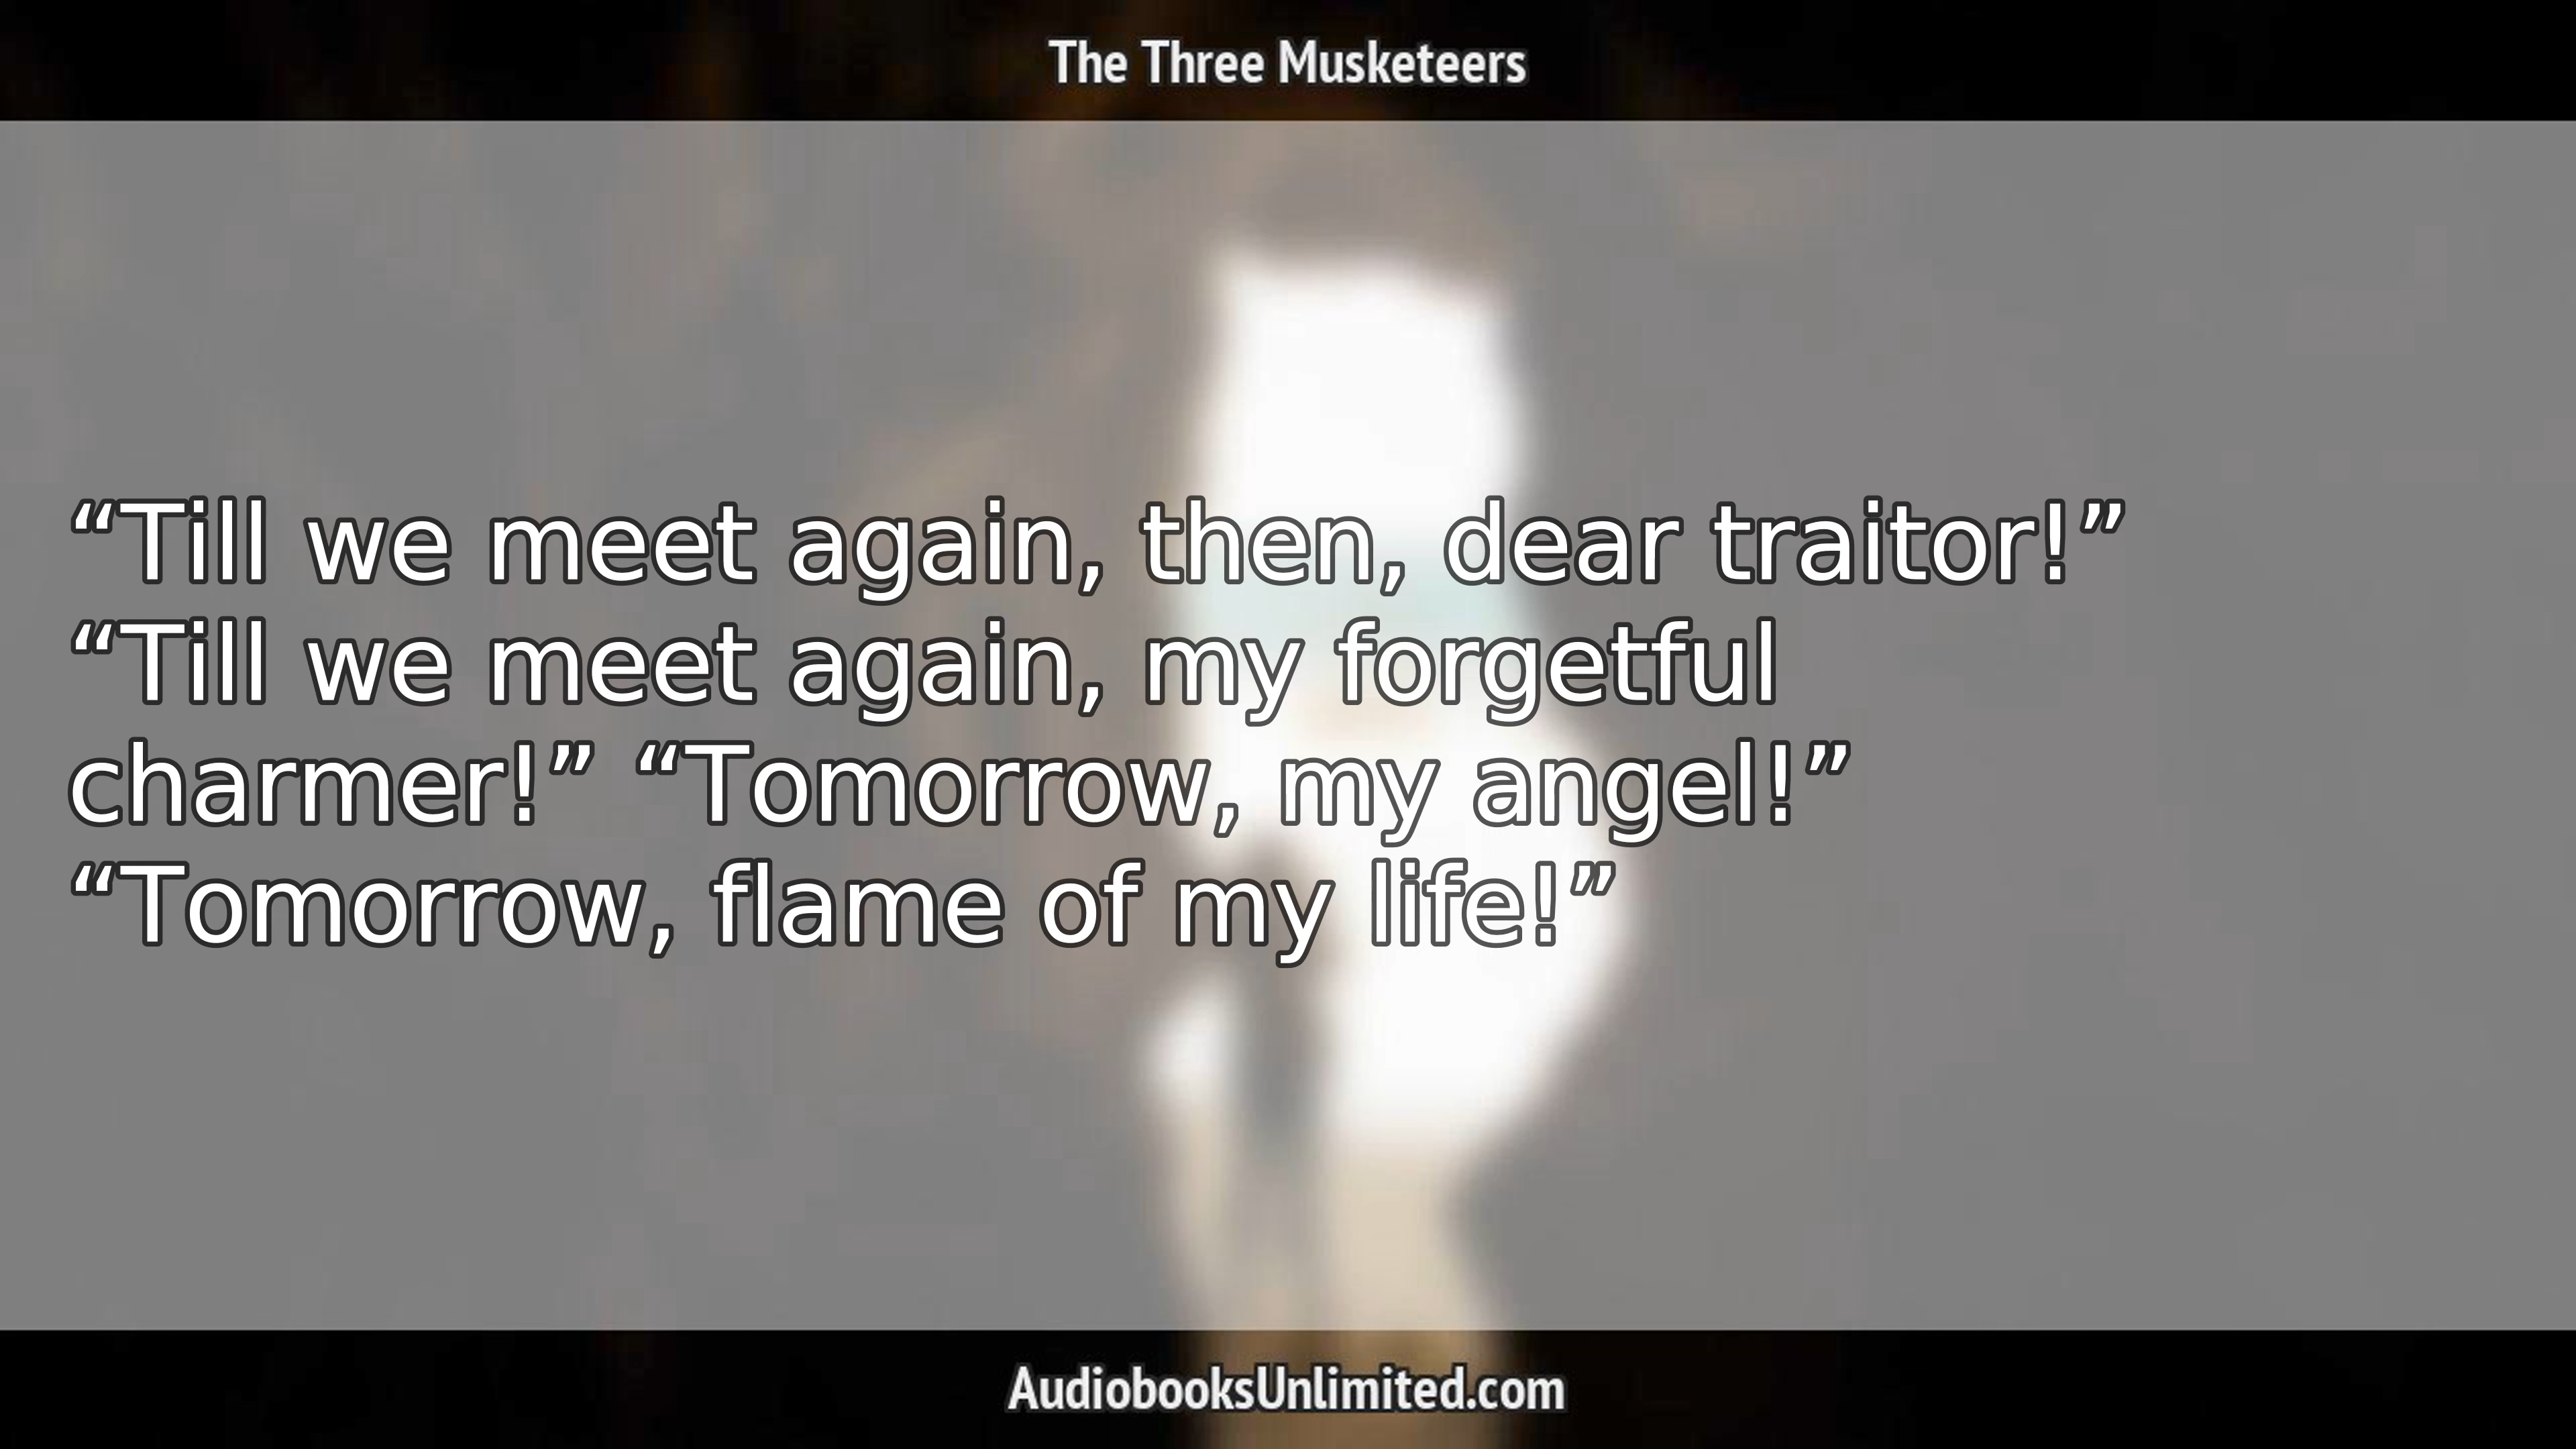 The Three Musketeers
“Till we meet again, then, dear traitor!”
“Till we meet again, my forgetful
charmer!” “Tomorrow, my angel!”
“Tomorrow, flame of my life!”
AudiobooksUnlimited.com